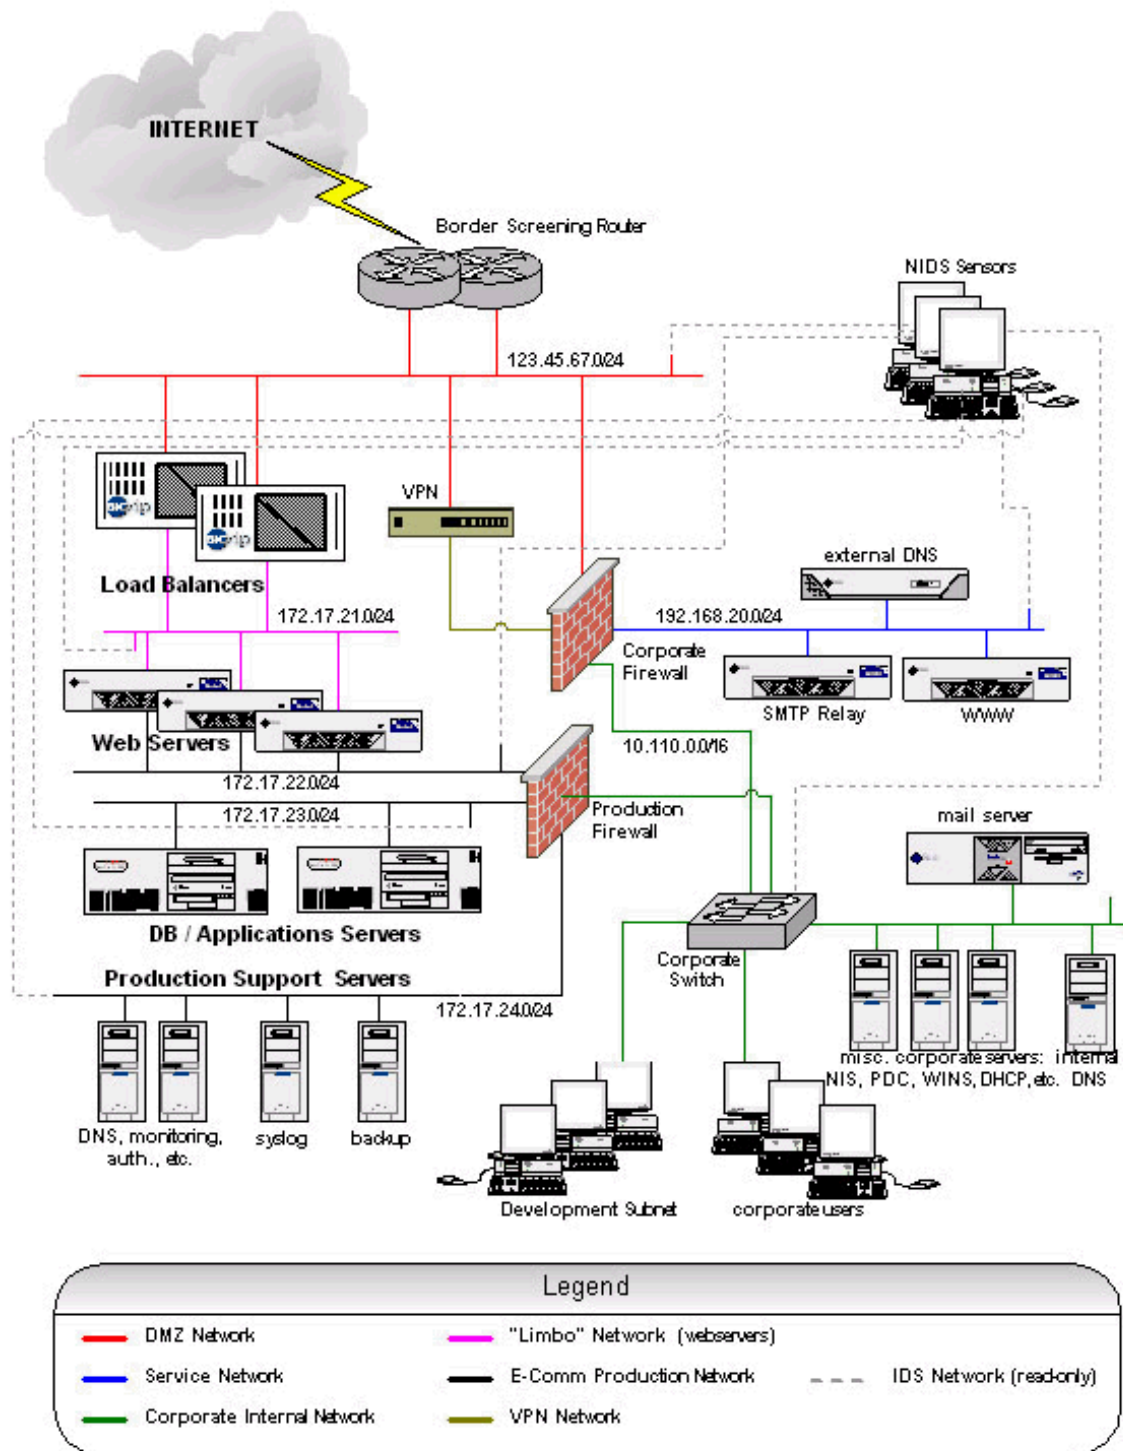 INTERNET
Border Screening Router
NIDS Sensors
123.45.67.0/24
VPN
vip
vip
Load Balancers
external DNS
172.17.21.0/24
192.168.20.0/24
Corporate
Firewall
SMTP Relay
WWW
Web Servers
10.110.0.0/16
172.17.22.0/24
172.17.23.0/24
Production
Firewall
mail server
DB / Applications Servers
Corporate
Switch
Production Support Servers
172.17.24.0/24
misc. corporate servers:
NIS, PDC, WINS, DHCP, etc.
internal
DNS
DNS, monitoring,
auth., etc.
syslog
backup
Development Subnet
corporate users
Legend
DMZ Network
"Limbo" Network (webservers)
Service Network
E-Comm Production Network
IDS Network (read-only)
Corporate Internal Network
VPN Network